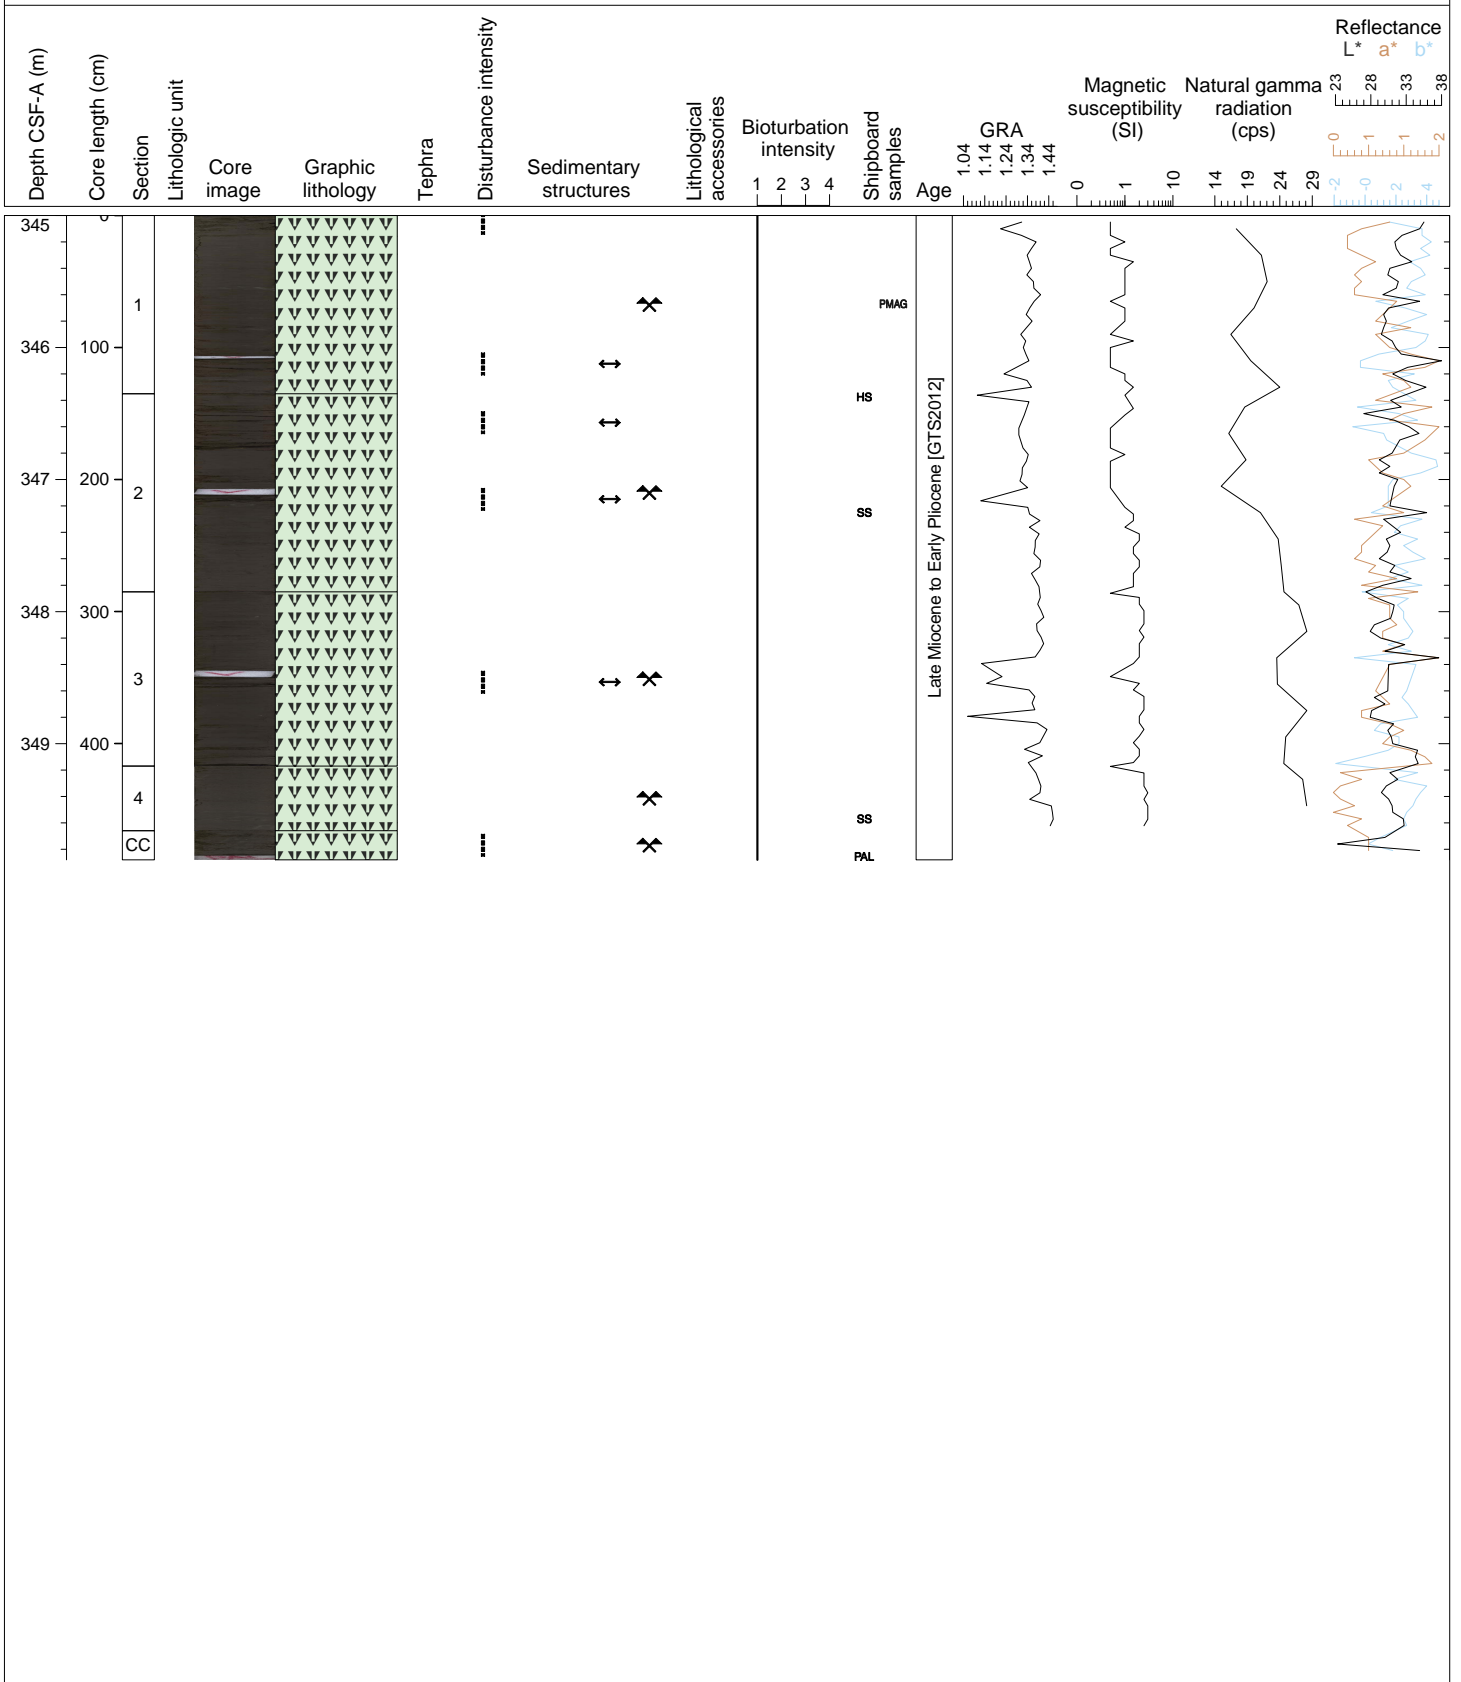 Depth CSF-A (m)
Core length (cm)
Section
Lithologic unit
Core
image
Graphic
lithology
Tephra
Disturbance intensity
Sedimentary
structures
Lithological
accessories
Bioturbation
intensity
1 2 3 4
Shipboard
samples
Age
GRA
1.04 1.14 1.24 1.34 1.44
Magnetic
susceptibility
(SI)
0 1 10
Natural gamma
radiation
(cps)
14 19 24 29
Reflectance
L* a* b*
23 28 33 38
0 1 1 2
-2 -0 2 4
345
346
347
348
349
0
100
200
300
400
1
2
3
4
CC
PMAG
HS
SS
SS
PAL
Late Miocene to Early Pliocene [GTS2012]